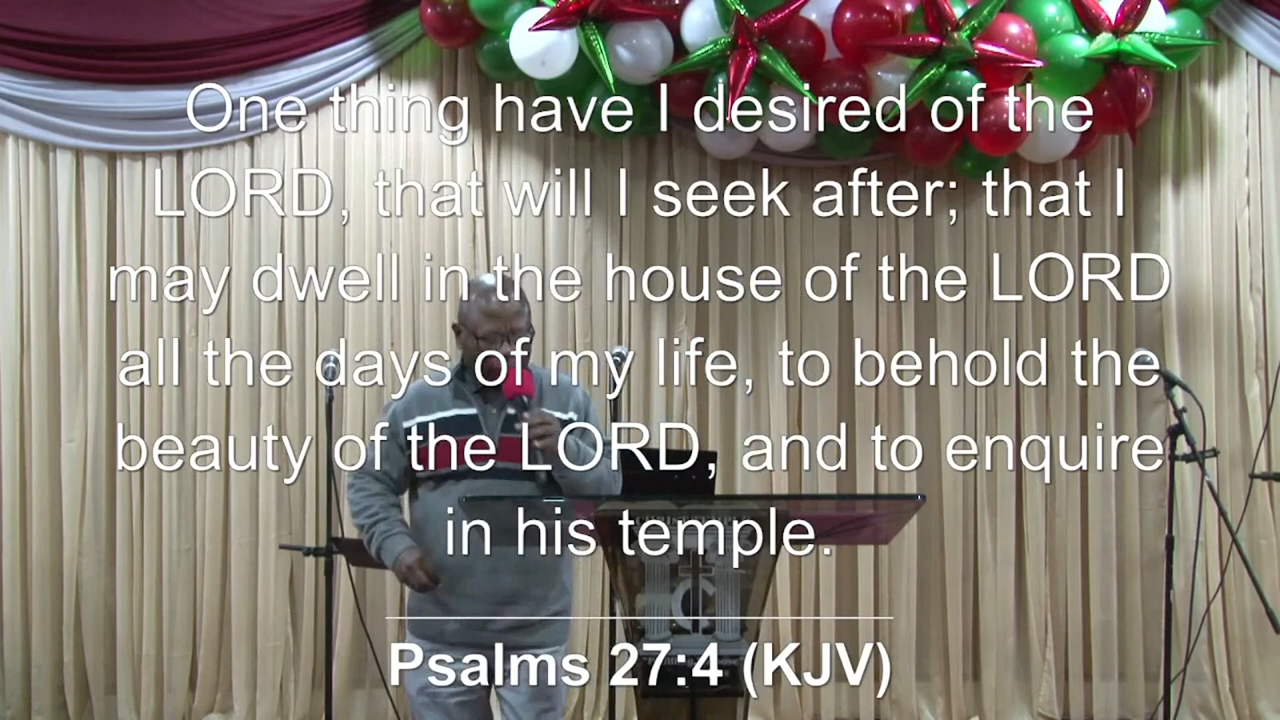 One thing have I desired of the
LORD, that will I seek after; that I
may dwell in the house of the LORD
all the days of my life, to behold the
beauty of the LORD, and to enquire
in his temple.
Psalms 27:4 (KJV)